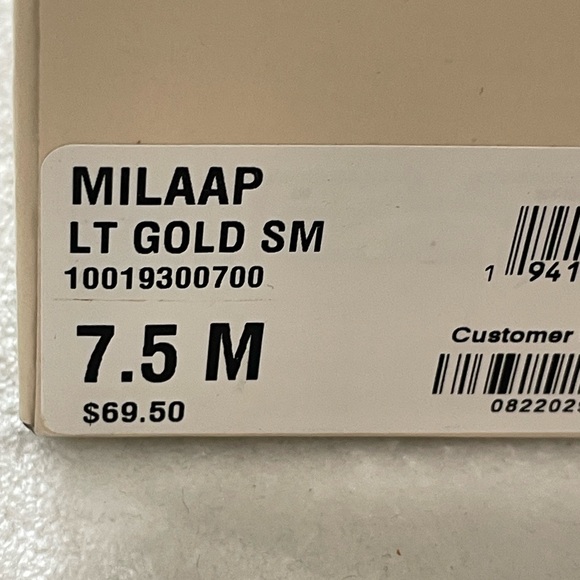 MILAAP
LT GOLD SM
10019300700
7.5 M
$69.50
1 941
Customer
082202